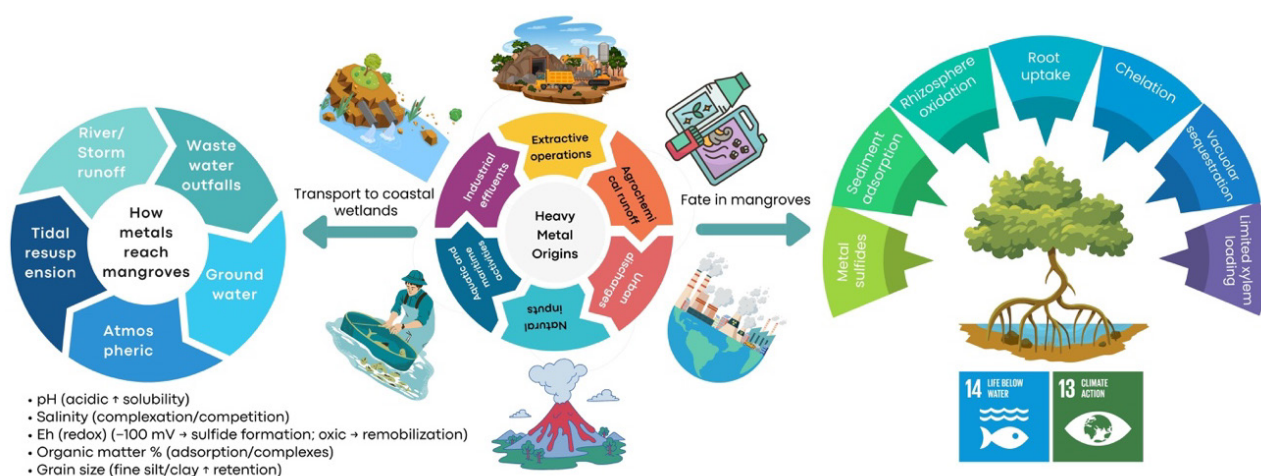 River/
Storm
runoff
Waste
water
outfalls
Ground
water
Atmos
pheric
Tidal
resusp
ension
How
metals
reach
mangroves
• pH (acidic ↑ solubility)
• Salinity (complexation/competition)
• Eh (redox) (−100 mV → sulfide formation; oxic → remobilization)
• Organic matter % (adsorption/complexes)
• Grain size (fine silt/clay ↑ retention)
Transport to coastal
wetlands
Extractive
operations
Agrochemi
cal runoff
Urban
discharges
Natural
inputs
Aquatic and
maritime
activities
Industrial
effluents
Heavy
Metal
Origins
Fate in mangroves
Metal
sulfides
Sediment
adsorption
Rhizosphere
oxidation
Root
uptake
Chelation
Vacuolar
sequestration
Limited xylem
loading
14 LIFE BELOW
WATER
13 CLIMATE
ACTION